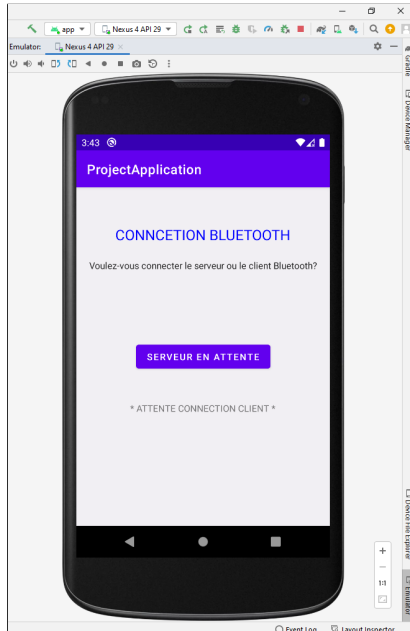 app
Nexus 4 API 29
Emulator:
Nexus 4 API 29
Gradle
Device Manager
3:43
ProjectApplication
CONNCETION BLUETOOTH
Voulez-vous connecter le serveur ou le client Bluetooth?
SERVEUR EN ATTENTE
* ATTENTE CONNECTION CLIENT *
Device File Explorer
1:1
Emulator
Event Log
Layout Inspector